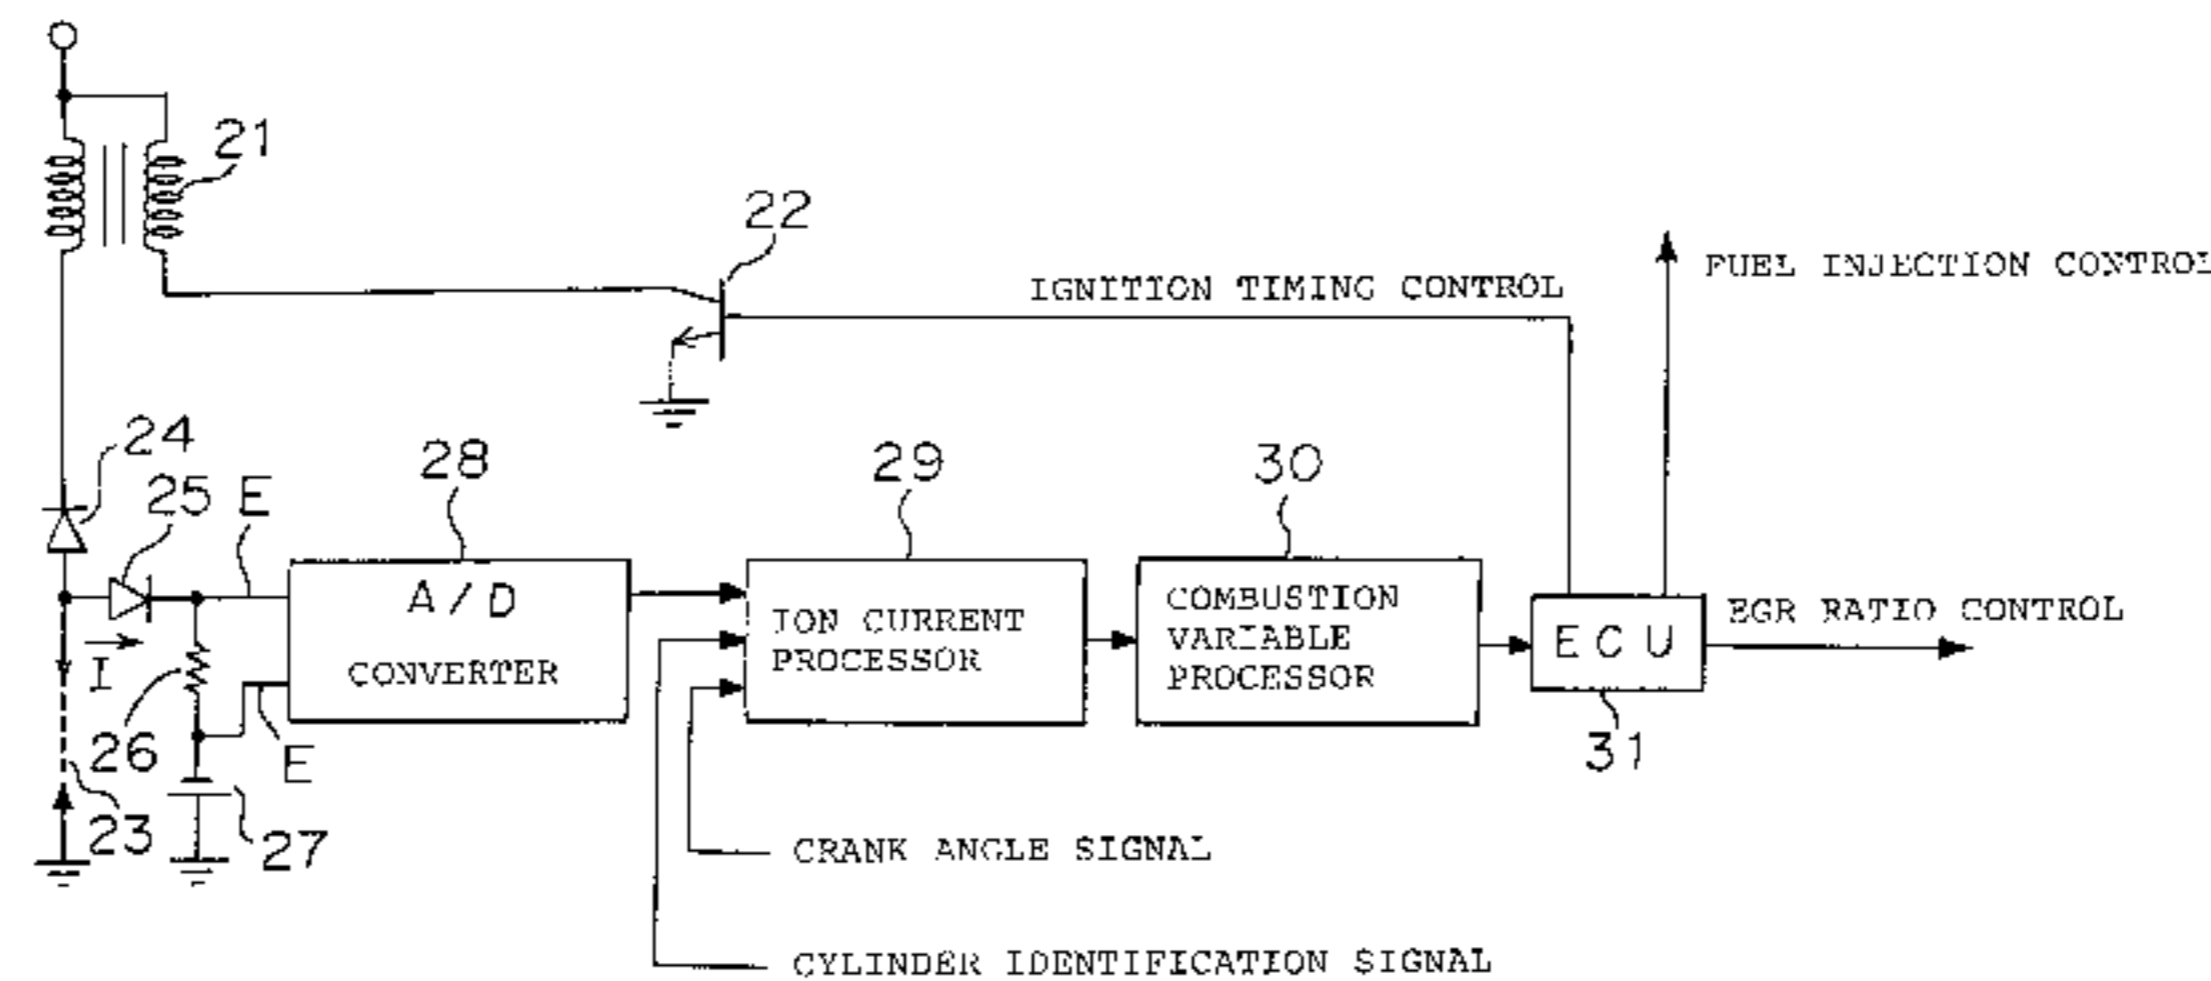 21
22
IGNITION TIMING CONTROL
FUEL INJECTION CONTROL
24
25
E
28
29
30
A/D
CONVERTER
ION CURRENT
PROCESSOR
COMBUSTION
VARIABLE
PROCESSOR
ECU
EGR RATIO CONTROL
I
26
E
31
23
27
CRANK ANGLE SIGNAL
CYLINDER IDENTIFICATION SIGNAL